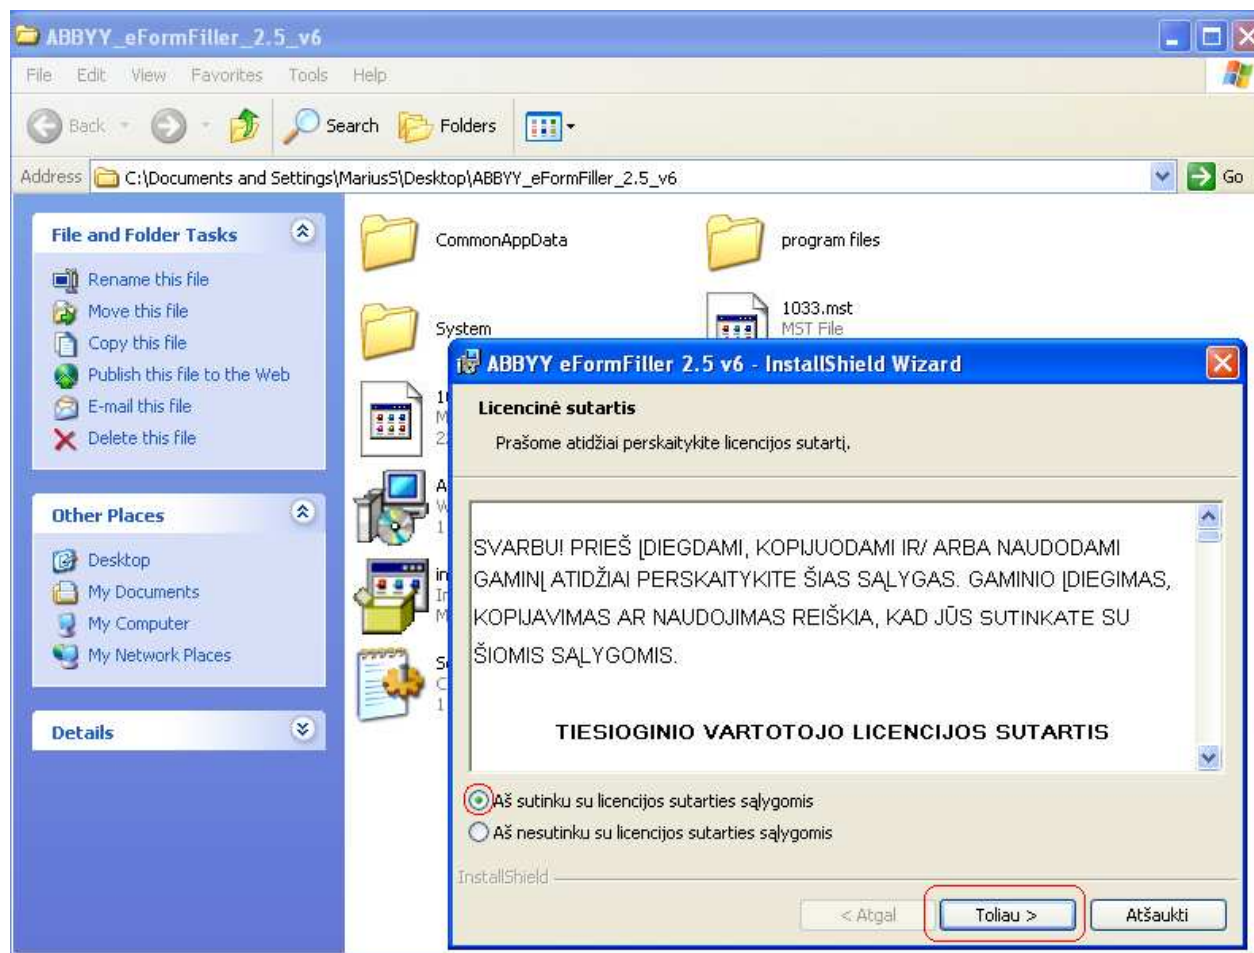 ABBYY_eFormFiller_2.5_v6
File Edit View Favorites Tools Help
Back Search Folders
Address C:\Documents and Settings\MariusS\Desktop\ABBYY_eFormFiller_2.5_v6 Go
File and Folder Tasks
Rename this file
Move this file
Copy this file
Publish this file to the Web
E-mail this file
Delete this file
Other Places
Desktop
My Documents
My Computer
My Network Places
Details
CommonAppData
program files
System
1033.mst
MST File
ABBYY eFormFiller 2.5 v6 - InstallShield Wizard
Licencinė sutartis
Prašome atidžiai perskaitykite licencijos sutartį.
SVARBU! PRIEŠ ĮDIEGDAMI, KOPIJUODAMI IR/ ARBA NAUDODAMI
GAMINĮ ATIDŽIAI PERSKAITYKITE ŠIAS SĄLYGAS. GAMINIO ĮDIEGIMAS,
KOPIJAVIMAS AR NAUDOJIMAS REIŠKIA, KAD JŪS SUTINKATE SU
ŠIOMIS SĄLYGOMIS.
TIESIOGINIO VARTOTOJO LICENCIJOS SUTARTIS
Aš sutinku su licencijos sutarties sąlygomis
Aš nesutinku su licencijos sutarties sąlygomis
InstallShield
< Atgal Toliau > Atšaukti